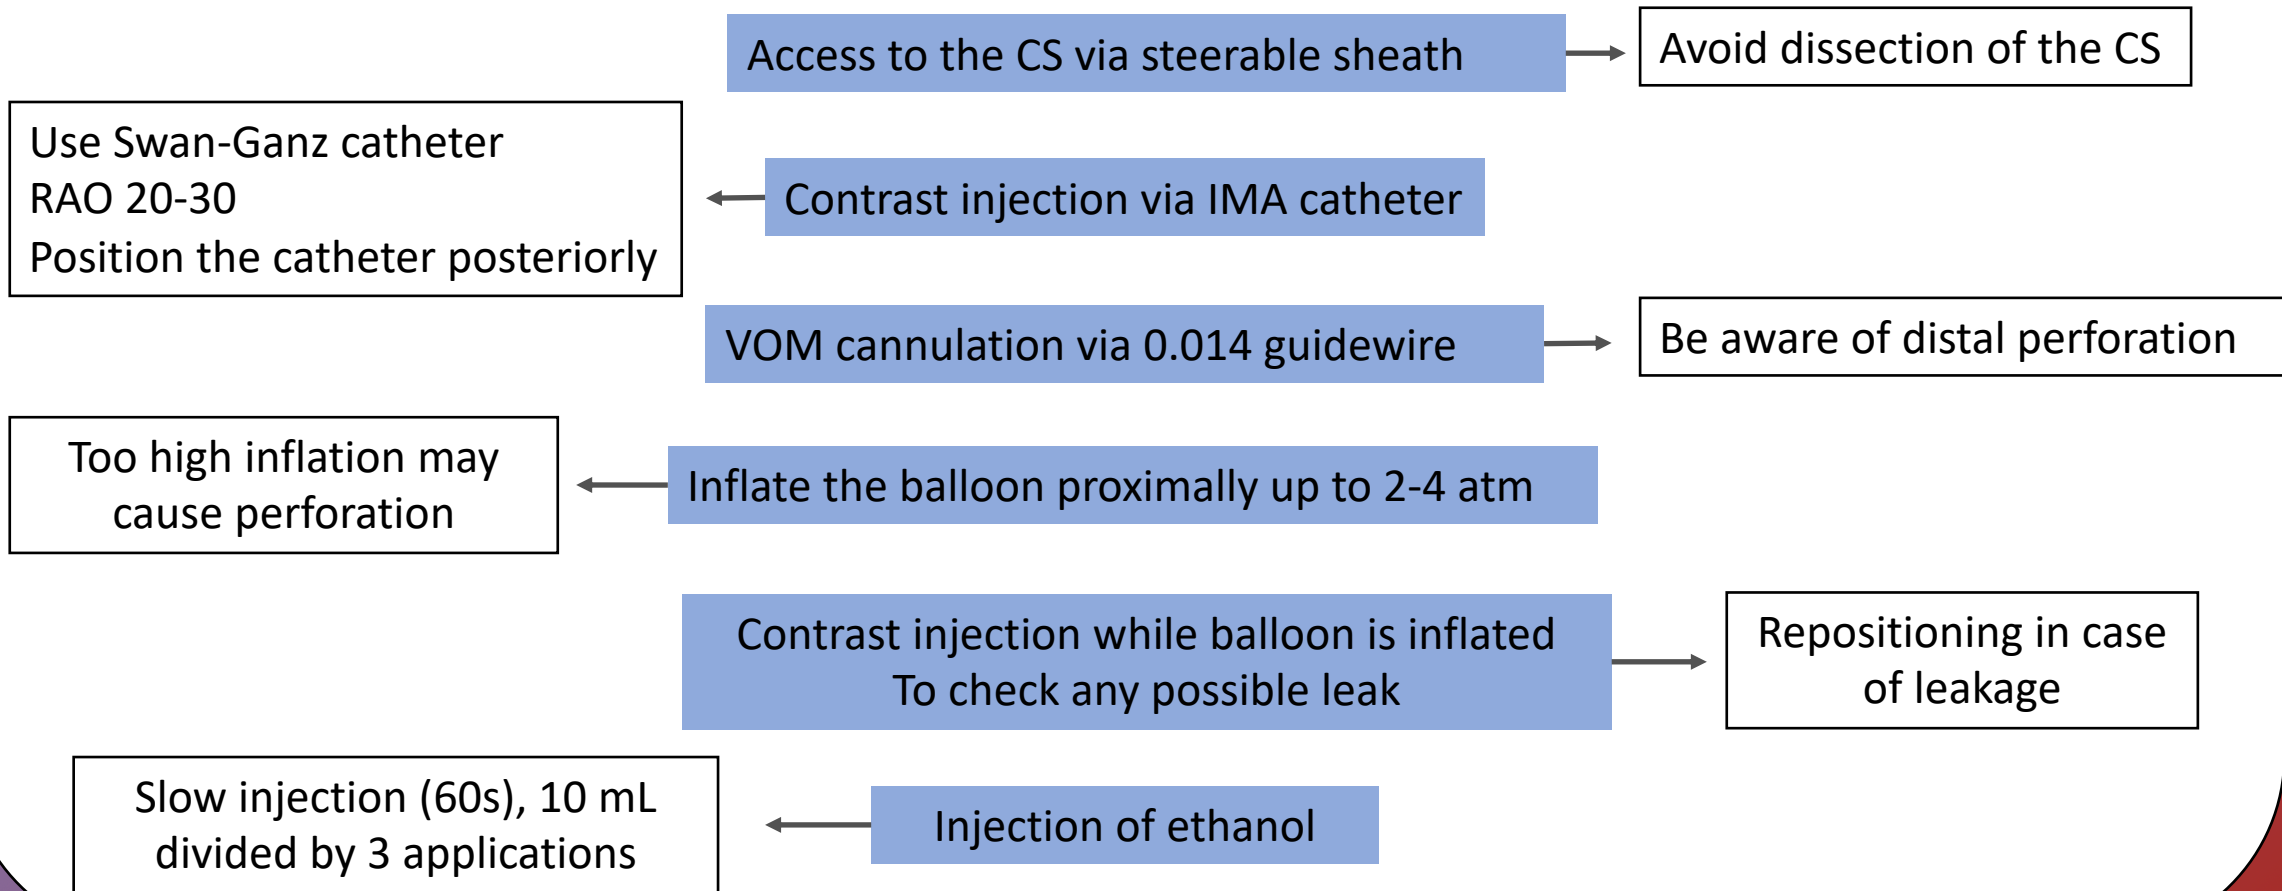 Access to the CS via steerable sheath
Avoid dissection of the CS
Use Swan-Ganz catheter
RAO 20-30
Position the catheter posteriorly
Contrast injection via IMA catheter
VOM cannulation via 0.014 guidewire
Be aware of distal perforation
Too high inflation may
cause perforation
Inflate the balloon proximally up to 2-4 atm
Contrast injection while balloon is inflated
To check any possible leak
Repositioning in case
of leakage
Slow injection (60s), 10 mL
divided by 3 applications
Injection of ethanol